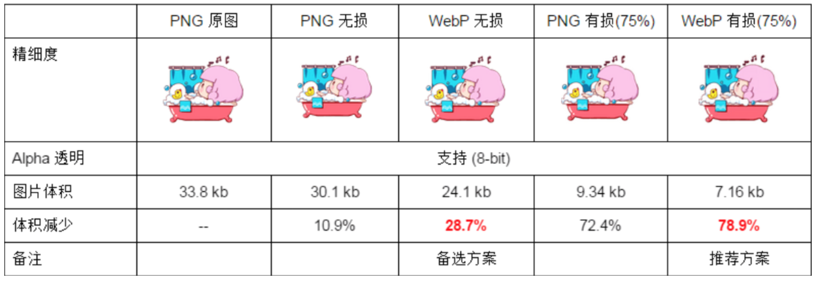 PNG 原图 PNG 无损 WebP 无损 PNG 有损(75%) WebP 有损(75%)
精细度
Alpha 透明 支持 (8-bit)
图片体积 33.8 kb 30.1 kb 24.1 kb 9.34 kb 7.16 kb
体积减少 -- 10.9% 28.7% 72.4% 78.9%
备注 备选方案 推荐方案